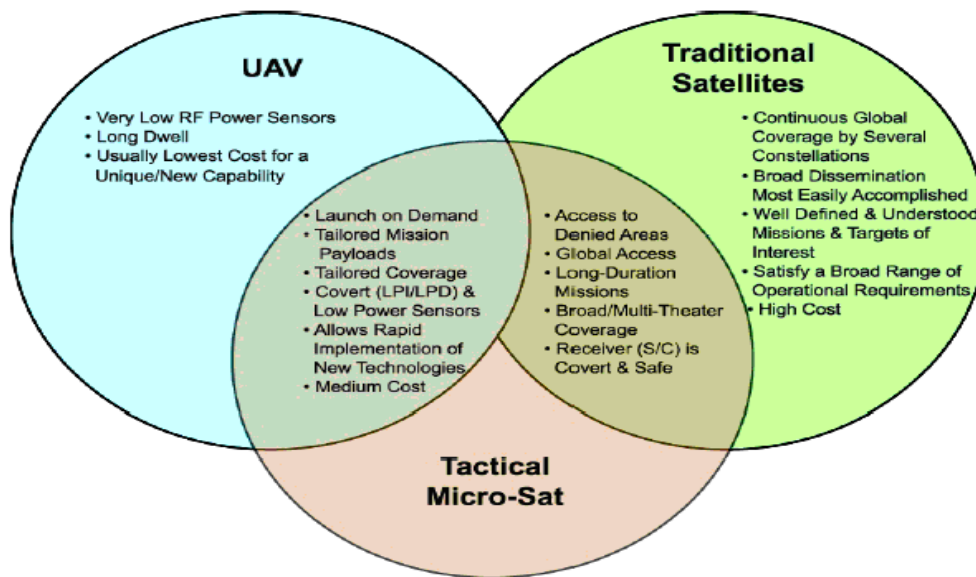 UAV
• Very Low RF Power Sensors
• Long Dwell
• Usually Lowest Cost for a
Unique/New Capability
Traditional
Satellites
• Continuous Global
Coverage by Several
Constellations
• Broad Dissemination
Most Easily Accomplished
• Well Defined & Understood
Missions & Targets of
Interest
• Satisfy a Broad Range of
Operational Requirements
• High Cost
• Launch on Demand
• Tailored Mission
Payloads
• Tailored Coverage
• Covert (LPI/LPD) &
Low Power Sensors
• Allows Rapid
Implementation of
New Technologies
• Medium Cost
• Access to
Denied Areas
• Global Access
• Long-Duration
Missions
• Broad/Multi-Theater
Coverage
• Receiver (S/C) is
Covert & Safe
Tactical
Micro-Sat